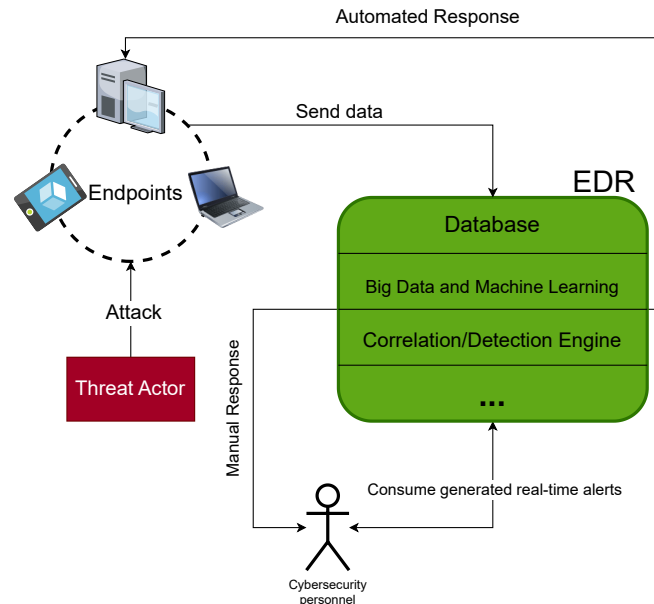 Automated Response
Send data
EDR
Endpoints
Database
Big Data and Machine Learning
Attack
Correlation/Detection Engine
Threat Actor
...
Manual Response
Consume generated real-time alerts
Cybersecurity
personnel